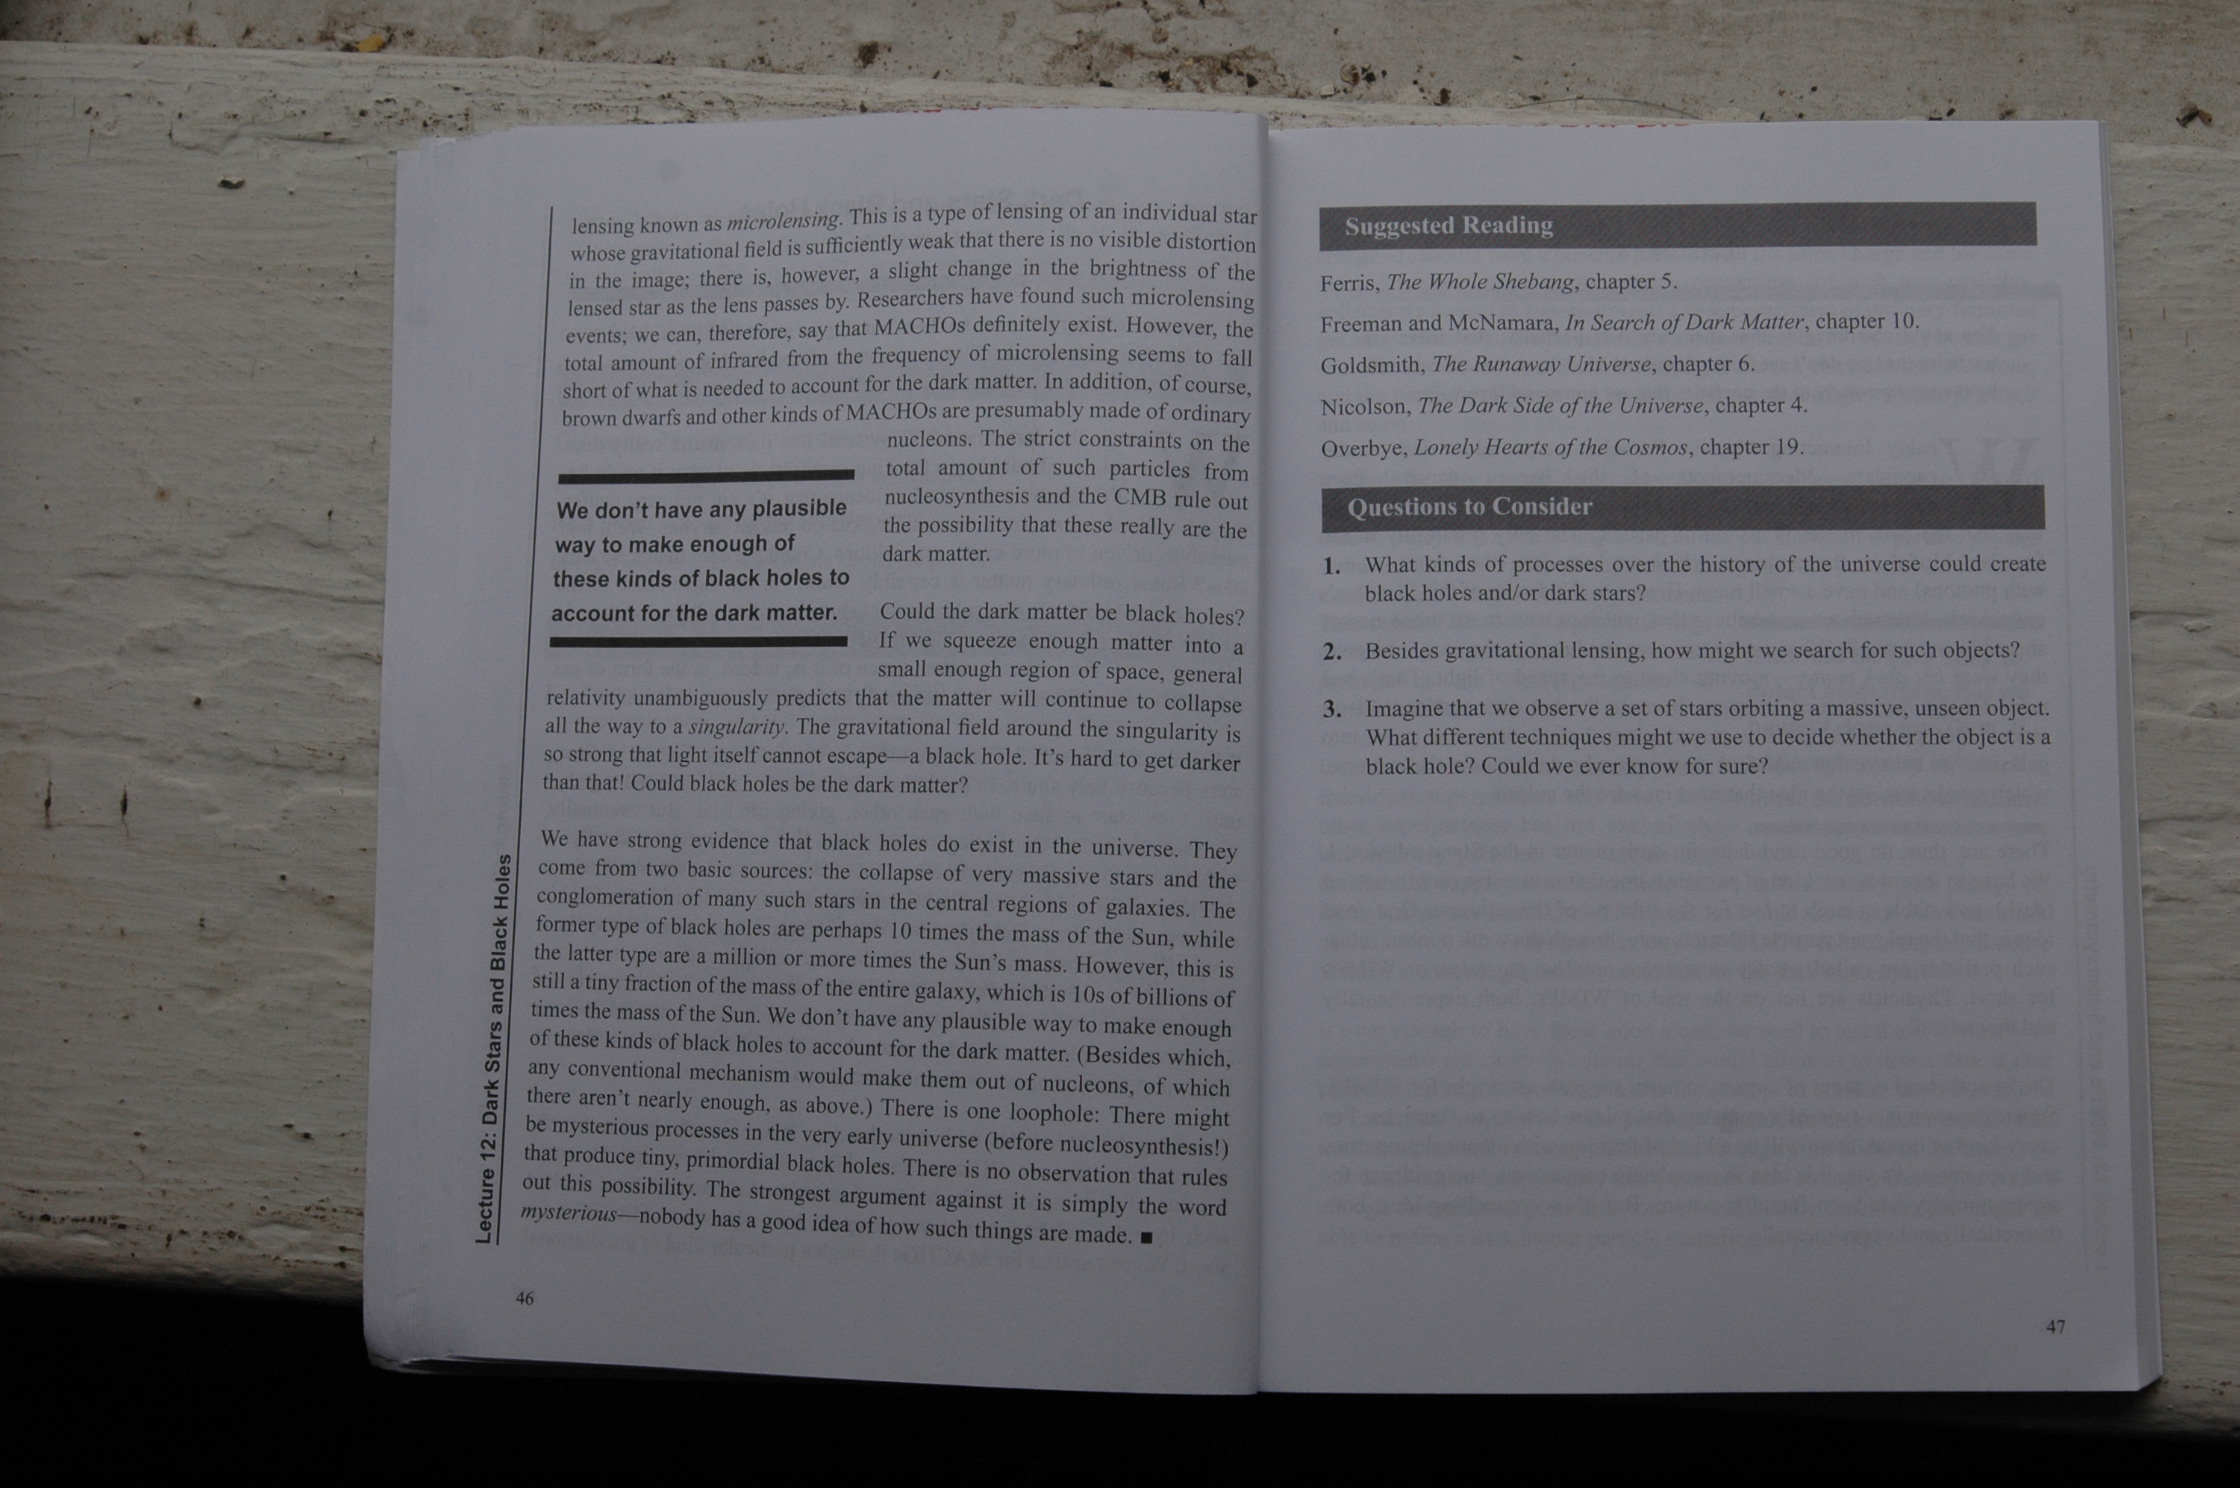 lensing known as microlensing. This is a type of lensing of an individual star
whose gravitational field is sufficiently weak that there is no visible distortion
in the image; there is, however, a slight change in the brightness of the
lensed star as the lens passes by. Researchers have found such microlensing
events; we can, therefore, say that MACHOs definitely exist. However, the
total amount of infrared from the frequency of microlensing seems to fall
short of what is needed to account for the dark matter. In addition, of course,
brown dwarfs and other kinds of MACHOs are presumably made of ordinary
nucleons. The strict constraints on the
total amount of such particles from
nucleosynthesis and the CMB rule out
the possibility that these really are the
dark matter.
We don't have any plausible
way to make enough of
these kinds of black holes to
account for the dark matter.
Could the dark matter be black holes?
If we squeeze enough matter into a
small enough region of space, general
relativity unambiguously predicts that the matter will continue to collapse
all the way to a singularity. The gravitational field around the singularity is
so strong that light itself cannot escape—a black hole. It's hard to get darker
than that! Could black holes be the dark matter?
We have strong evidence that black holes do exist in the universe. They
come from two basic sources: the collapse of very massive stars and the
conglomeration of many such stars in the central regions of galaxies. The
former type of black holes are perhaps 10 times the mass of the Sun, while
the latter type are a million or more times the Sun's mass. However, this is
still a tiny fraction of the mass of the entire galaxy, which is 10s of billions of
times the mass of the Sun. We don't have any plausible way to make enough
of these kinds of black holes to account for the dark matter. (Besides which,
any conventional mechanism would make them out of nucleons, of which
there aren't nearly enough, as above.) There is one loophole: There might
be mysterious processes in the very early universe (before nucleosynthesis!)
that produce tiny, primordial black holes. There is no observation that rules
out this possibility. The strongest argument against it is simply the word
mysterious—nobody has a good idea of how such things are made. ■
Lecture 12: Dark Stars and Black Holes
46
Suggested Reading
Ferris, The Whole Shebang, chapter 5.
Freeman and McNamara, In Search of Dark Matter, chapter 10.
Goldsmith, The Runaway Universe, chapter 6.
Nicolson, The Dark Side of the Universe, chapter 4.
Overbye, Lonely Hearts of the Cosmos, chapter 19.
Questions to Consider
1. What kinds of processes over the history of the universe could create
black holes and/or dark stars?
2. Besides gravitational lensing, how might we search for such objects?
3. Imagine that we observe a set of stars orbiting a massive, unseen object.
What different techniques might we use to decide whether the object is a
black hole? Could we ever know for sure?
47